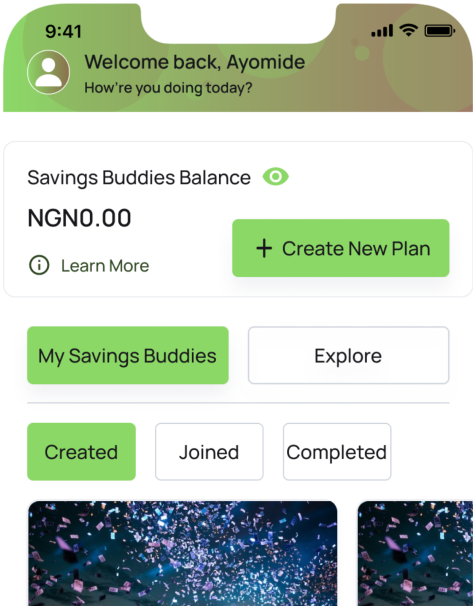 9:41
Welcome back, Ayomide
How're you doing today?
Savings Buddies Balance
NGN0.00
Learn More
+ Create New Plan
My Savings Buddies
Explore
Created
Joined
Completed